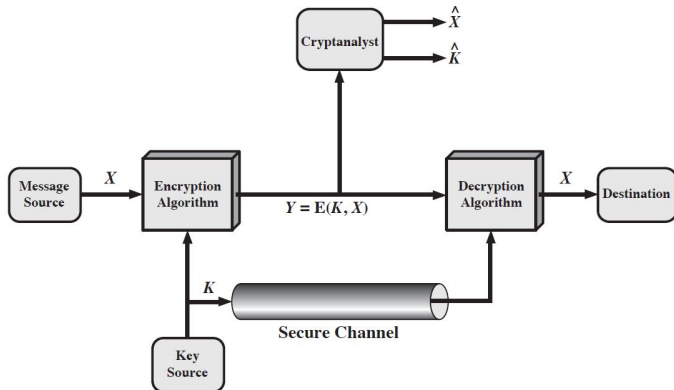 X̂
Cryptanalyst
K̂
Message
Source
X
Encryption
Algorithm
Y = E(K, X)
Decryption
Algorithm
X
Destination
K
Secure Channel
Key
Source